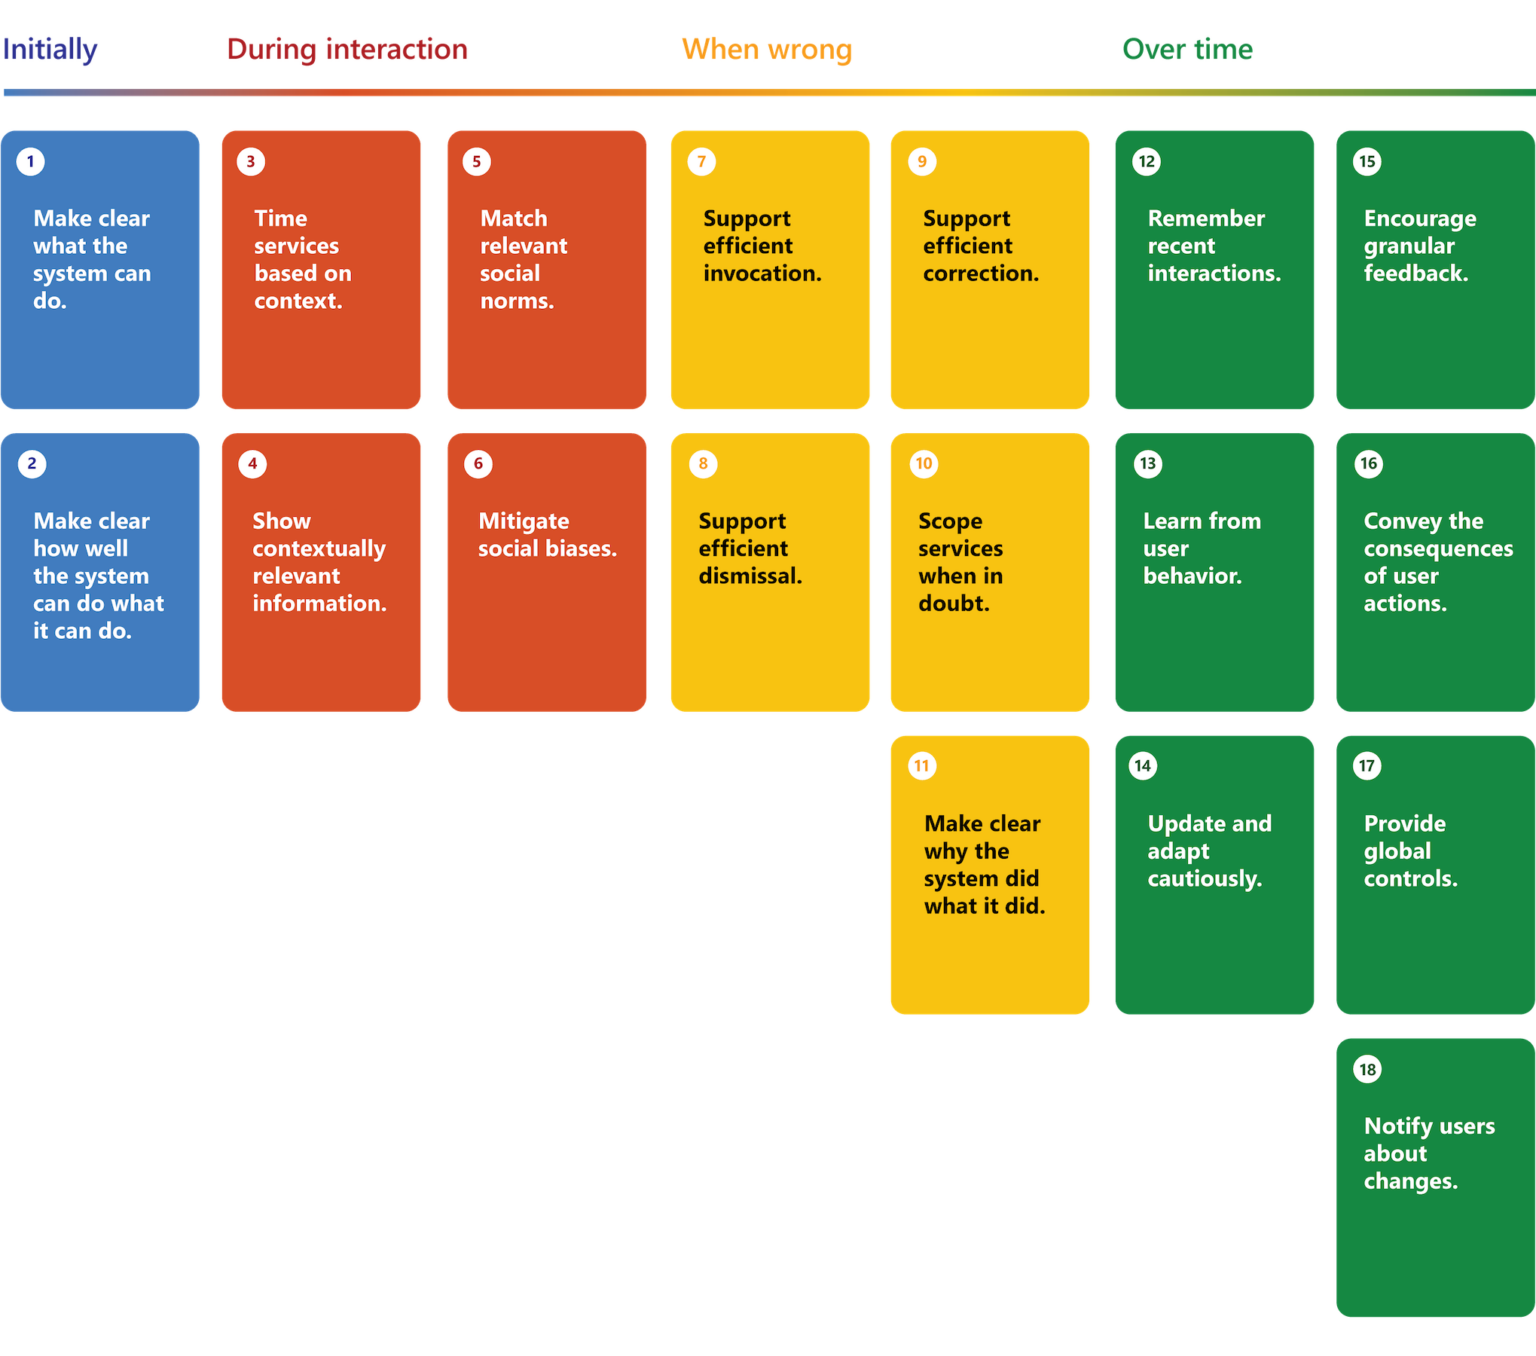 Initially
During interaction
When wrong
Over time
1
Make clear
what the
system can
do.
2
Make clear
how well
the system
can do what
it can do.
3
Time
services
based on
context.
4
Show
contextually
relevant
information.
5
Match
relevant
social
norms.
6
Mitigate
social biases.
7
Support
efficient
invocation.
8
Support
efficient
dismissal.
9
Support
efficient
correction.
10
Scope
services
when in
doubt.
11
Make clear
why the
system did
what it did.
12
Remember
recent
interactions.
13
Learn from
user
behavior.
14
Update and
adapt
cautiously.
15
Encourage
granular
feedback.
16
Convey the
consequences
of user
actions.
17
Provide
global
controls.
18
Notify users
about
changes.